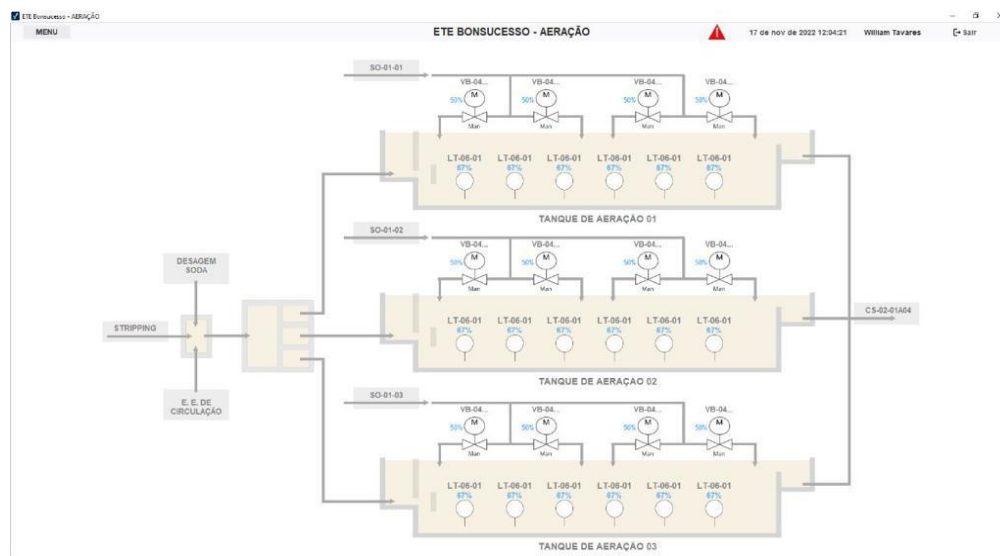 ETE Bonsucesso - AERAÇÃO
MENU
ETE BONSUCESSO - AERAÇÃO
17 de nov de 2022 12:04:21
William Tavares
Sair
SO-01-01
VB-04... VB-04... VB-04... VB-04...
M M M M
50% 50% 50% 50%
Man Man Man Man
LT-06-01 LT-06-01 LT-06-01 LT-06-01 LT-06-01 LT-06-01
67% 67% 67% 67% 67% 67%
TANQUE DE AERAÇÃO 01
SO-01-02
VB-04... VB-04... VB-04... VB-04...
M M M M
50% 50% 50% 50%
Man Man Man Man
DESAGEM
SODA
LT-06-01 LT-06-01 LT-06-01 LT-06-01 LT-06-01 LT-06-01
67% 67% 67% 67% 67% 67%
STRIPPING
CS-02-01A04
TANQUE DE AERAÇÃO 02
E. E. DE
CIRCULAÇÃO
SO-01-03
VB-04... VB-04... VB-04... VB-04...
M M M M
50% 50% 50% 50%
Man Man Man Man
LT-06-01 LT-06-01 LT-06-01 LT-06-01 LT-06-01 LT-06-01
67% 67% 67% 67% 67% 67%
TANQUE DE AERAÇÃO 03